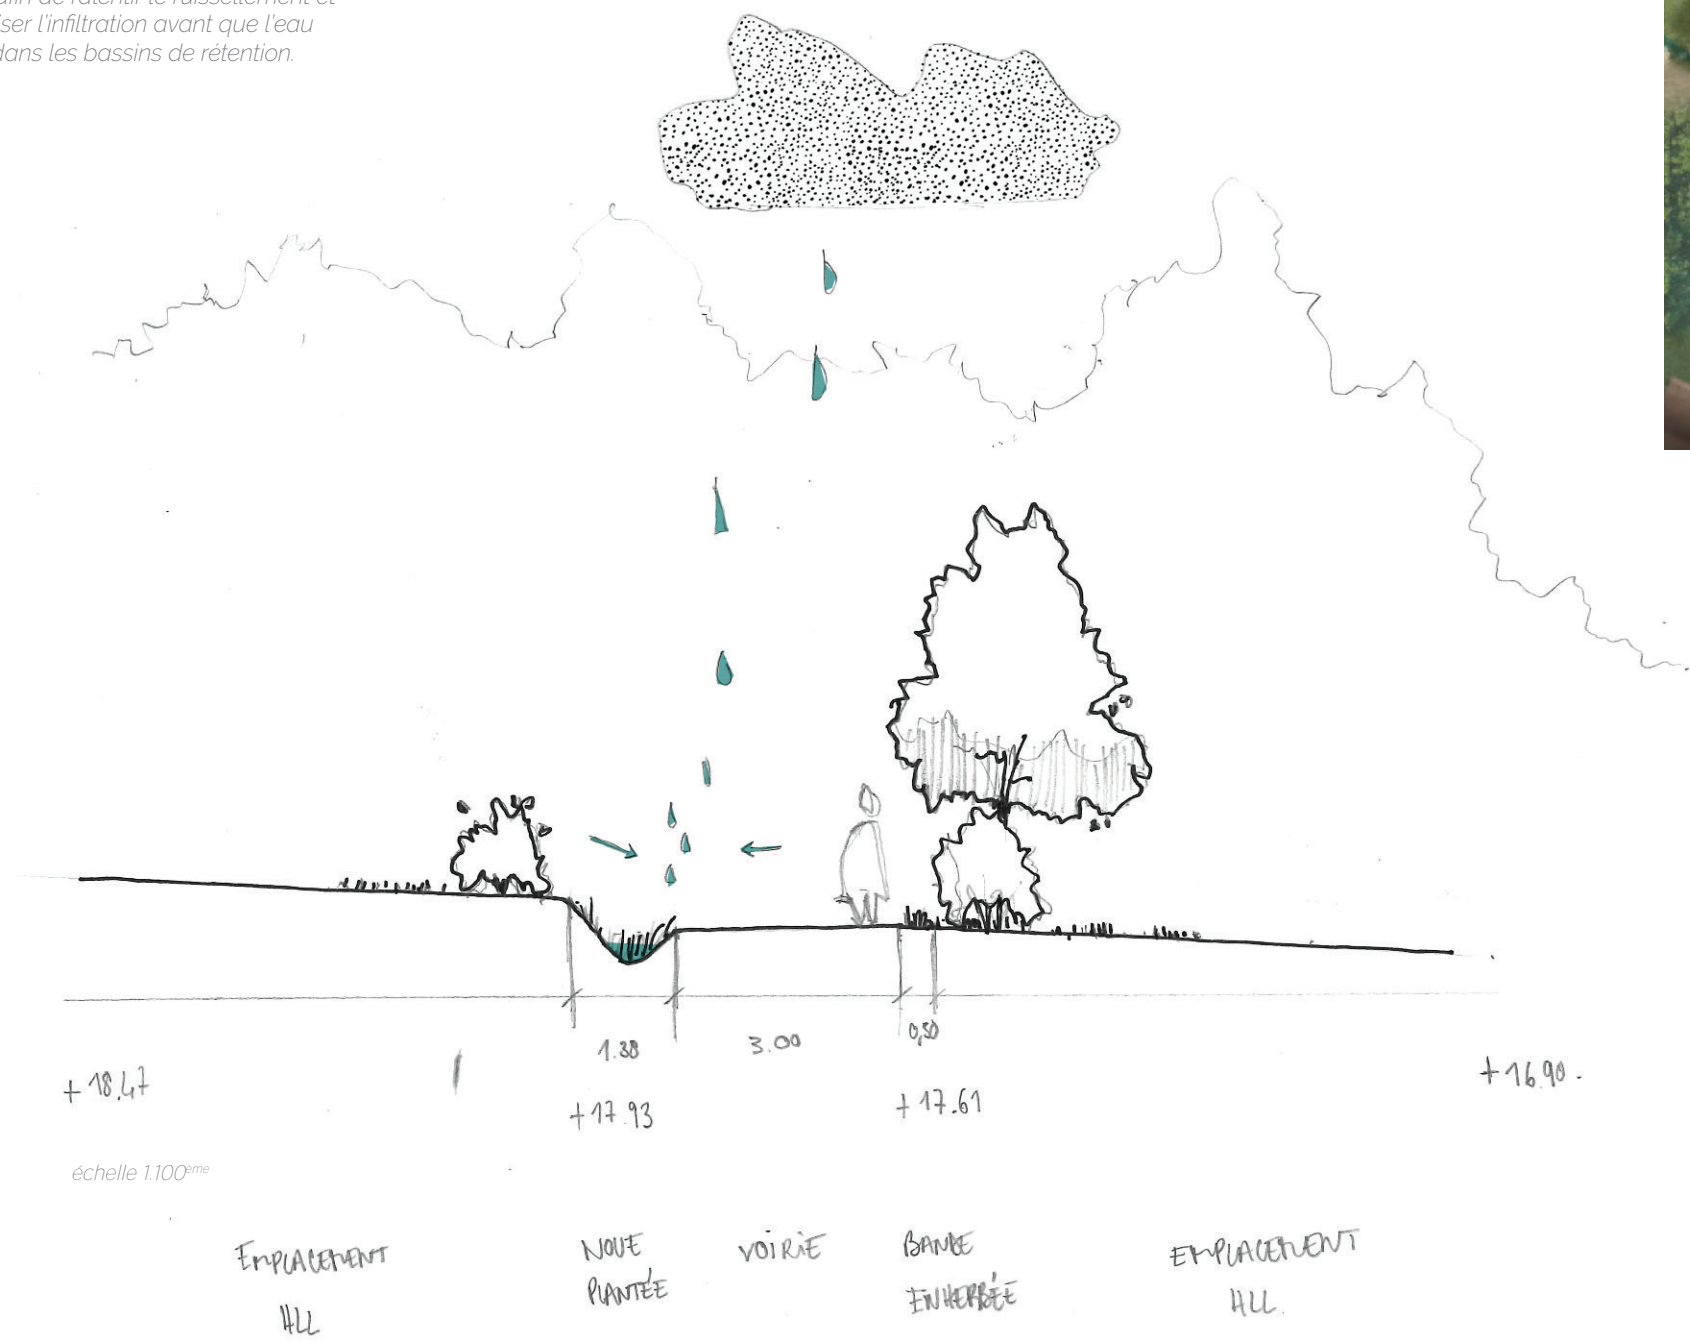 afin de ralentir le ruissellement et
iser l'infiltration avant que l'eau
dans les bassins de rétention.
1.38
3.00
0,50
+ 18.47
+ 17.93
+ 17.61
+ 16.90.
échelle 1.100ème
EMPLACEMENT
HLL
NOUE
PLANTÉE
VOIRIE
BANDE
ENHERBÉE
EMPLACEMENT
HLL.